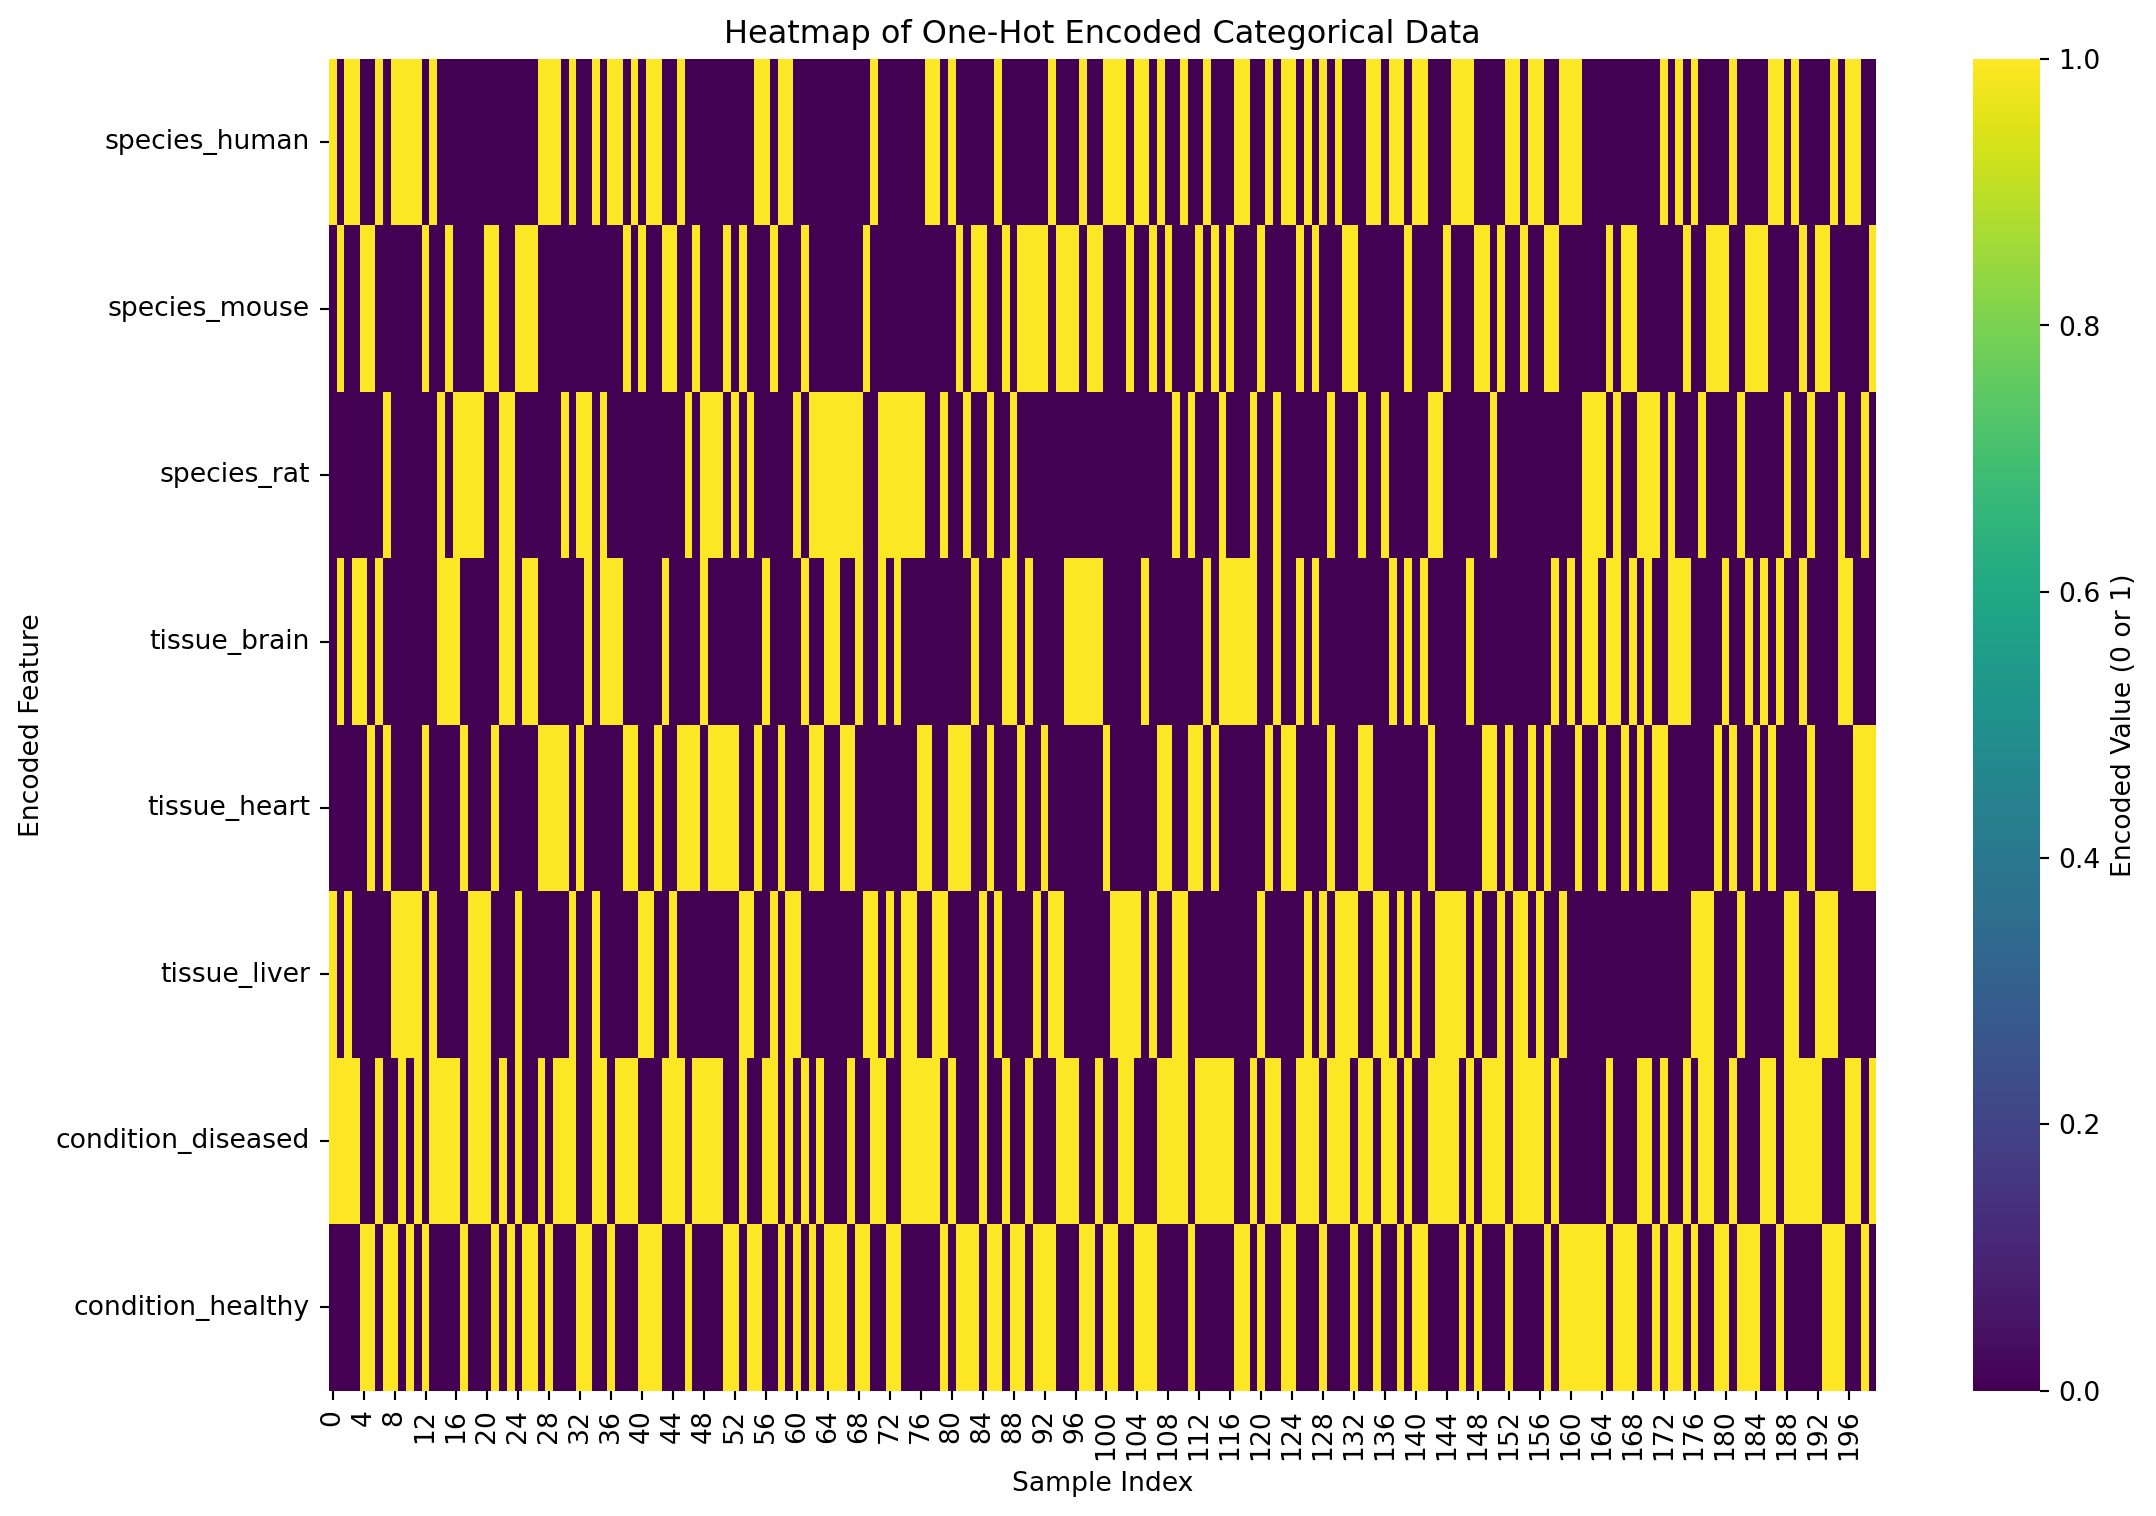 Heatmap of One-Hot Encoded Categorical Data
Encoded Feature
species_human
species_mouse
species_rat
tissue_brain
tissue_heart
tissue_liver
condition_diseased
condition_healthy
0 4 8 12 16 20 24 28 32 36 40 44 48 52 56 60 64 68 72 76 80 84 88 92 96 100 104 108 112 116 120 124 128 132 136 140 144 148 152 156 160 164 168 172 176 180 184 188 192 196
Sample Index
1.0
0.8
0.6
0.4
0.2
0.0
Encoded Value (0 or 1)